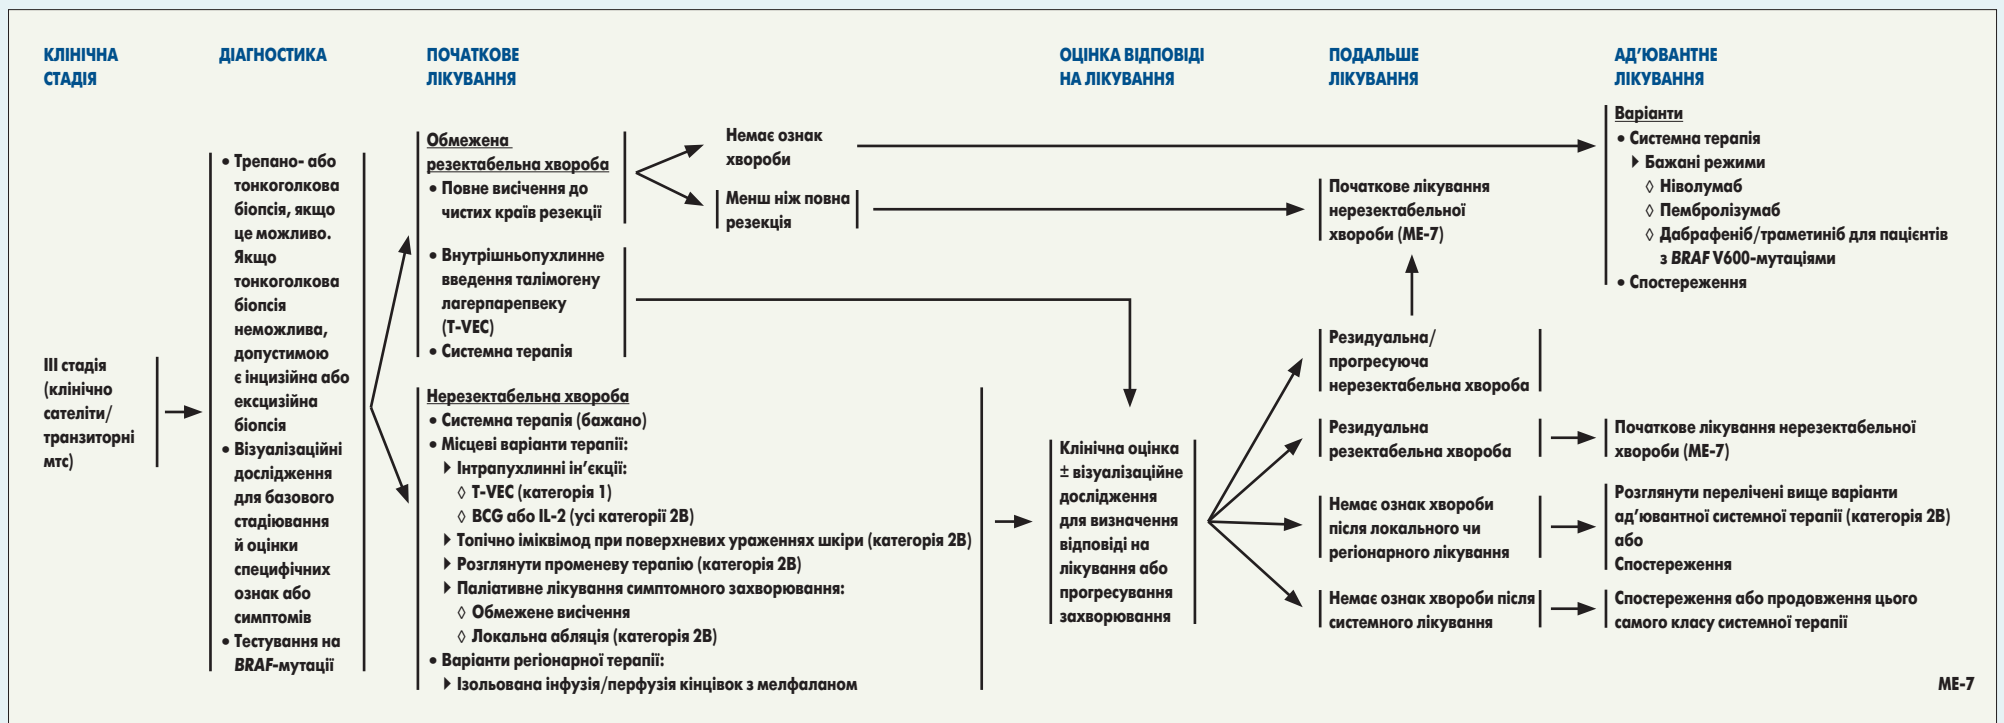 КЛІНІЧНА
СТАДІЯ
ДІАГНОСТИКА
ПОЧАТКОВЕ
ЛІКУВАННЯ
ОЦІНКА ВІДПОВІДІ
НА ЛІКУВАННЯ
ПОДАЛЬШЕ
ЛІКУВАННЯ
АД’ЮВАНТНЕ
ЛІКУВАННЯ
ІІІ стадія
(клінічно
сателіти/
транзиторні
мтс)
• Трепано- або
тонкоголкова
біопсія, якщо
це можливо.
Якщо
тонкоголкова
біопсія
неможлива,
допустимою
є інцизійна або
ексцизійна
біопсія
• Візуалізаційні
дослідження
для базового
стадіювання
й оцінки
специфічних
ознак або
симптомів
• Тестування на
BRAF-мутації
Обмежена
резектабельна хвороба
• Повне висічення до
чистих країв резекції
• Внутрішньопухлинне
введення талімогену
лагерпарепвеку
(T-VEC)
• Системна терапія
Нерезектабельна хвороба
• Системна терапія (бажано)
• Місцеві варіанти терапії:
▶ Інтрапухлинні ін’єкції:
◊ T-VEC (категорія 1)
◊ BCG або IL-2 (усі категорії 2B)
▶ Топічно іміквімод при поверхневих ураженнях шкіри (категорія 2B)
▶ Розглянути променеву терапію (категорія 2B)
▶ Паліативне лікування симптомного захворювання:
◊ Обмежене висічення
◊ Локальна абляція (категорія 2B)
• Варіанти регіонарної терапії:
▶ Ізольована інфузія/перфузія кінцівок з мелфаланом
Немає ознак
хвороби
Менш ніж повна
резекція
Клінічна оцінка
± візуалізаційне
дослідження
для визначення
відповіді на
лікування або
прогресування
захворювання
Початкове лікування
нерезектабельної
хвороби (ME-7)
Резидуальна/
прогресуюча
нерезектабельна хвороба
Резидуальна
резектабельна хвороба
Немає ознак хвороби
після локального чи
регіонарного лікування
Немає ознак хвороби після
системного лікування
Варіанти
• Системна терапія
▶ Бажані режими
◊ Ніволумаб
◊ Пембролізумаб
◊ Дабрафеніб/траметиніб для пацієнтів
з BRAF V600-мутаціями
• Спостереження
Початкове лікування нерезектабельної
хвороби (ME-7)
Розглянути перелічені вище варіанти
ад’ювантної системної терапії (категорія 2B)
або
Спостереження
Спостереження або продовження цього
самого класу системної терапії
ME-7